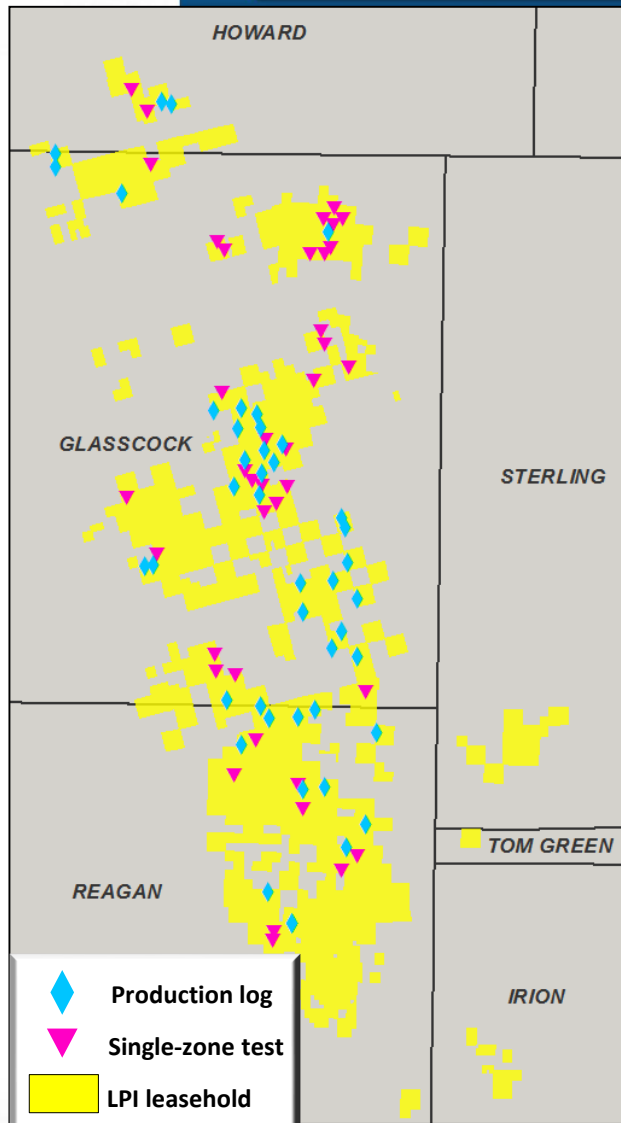 HOWARD
GLASSCOCK
STERLING
TOM GREEN
REAGAN
IRION
Production log
Single-zone test
LPI leasehold